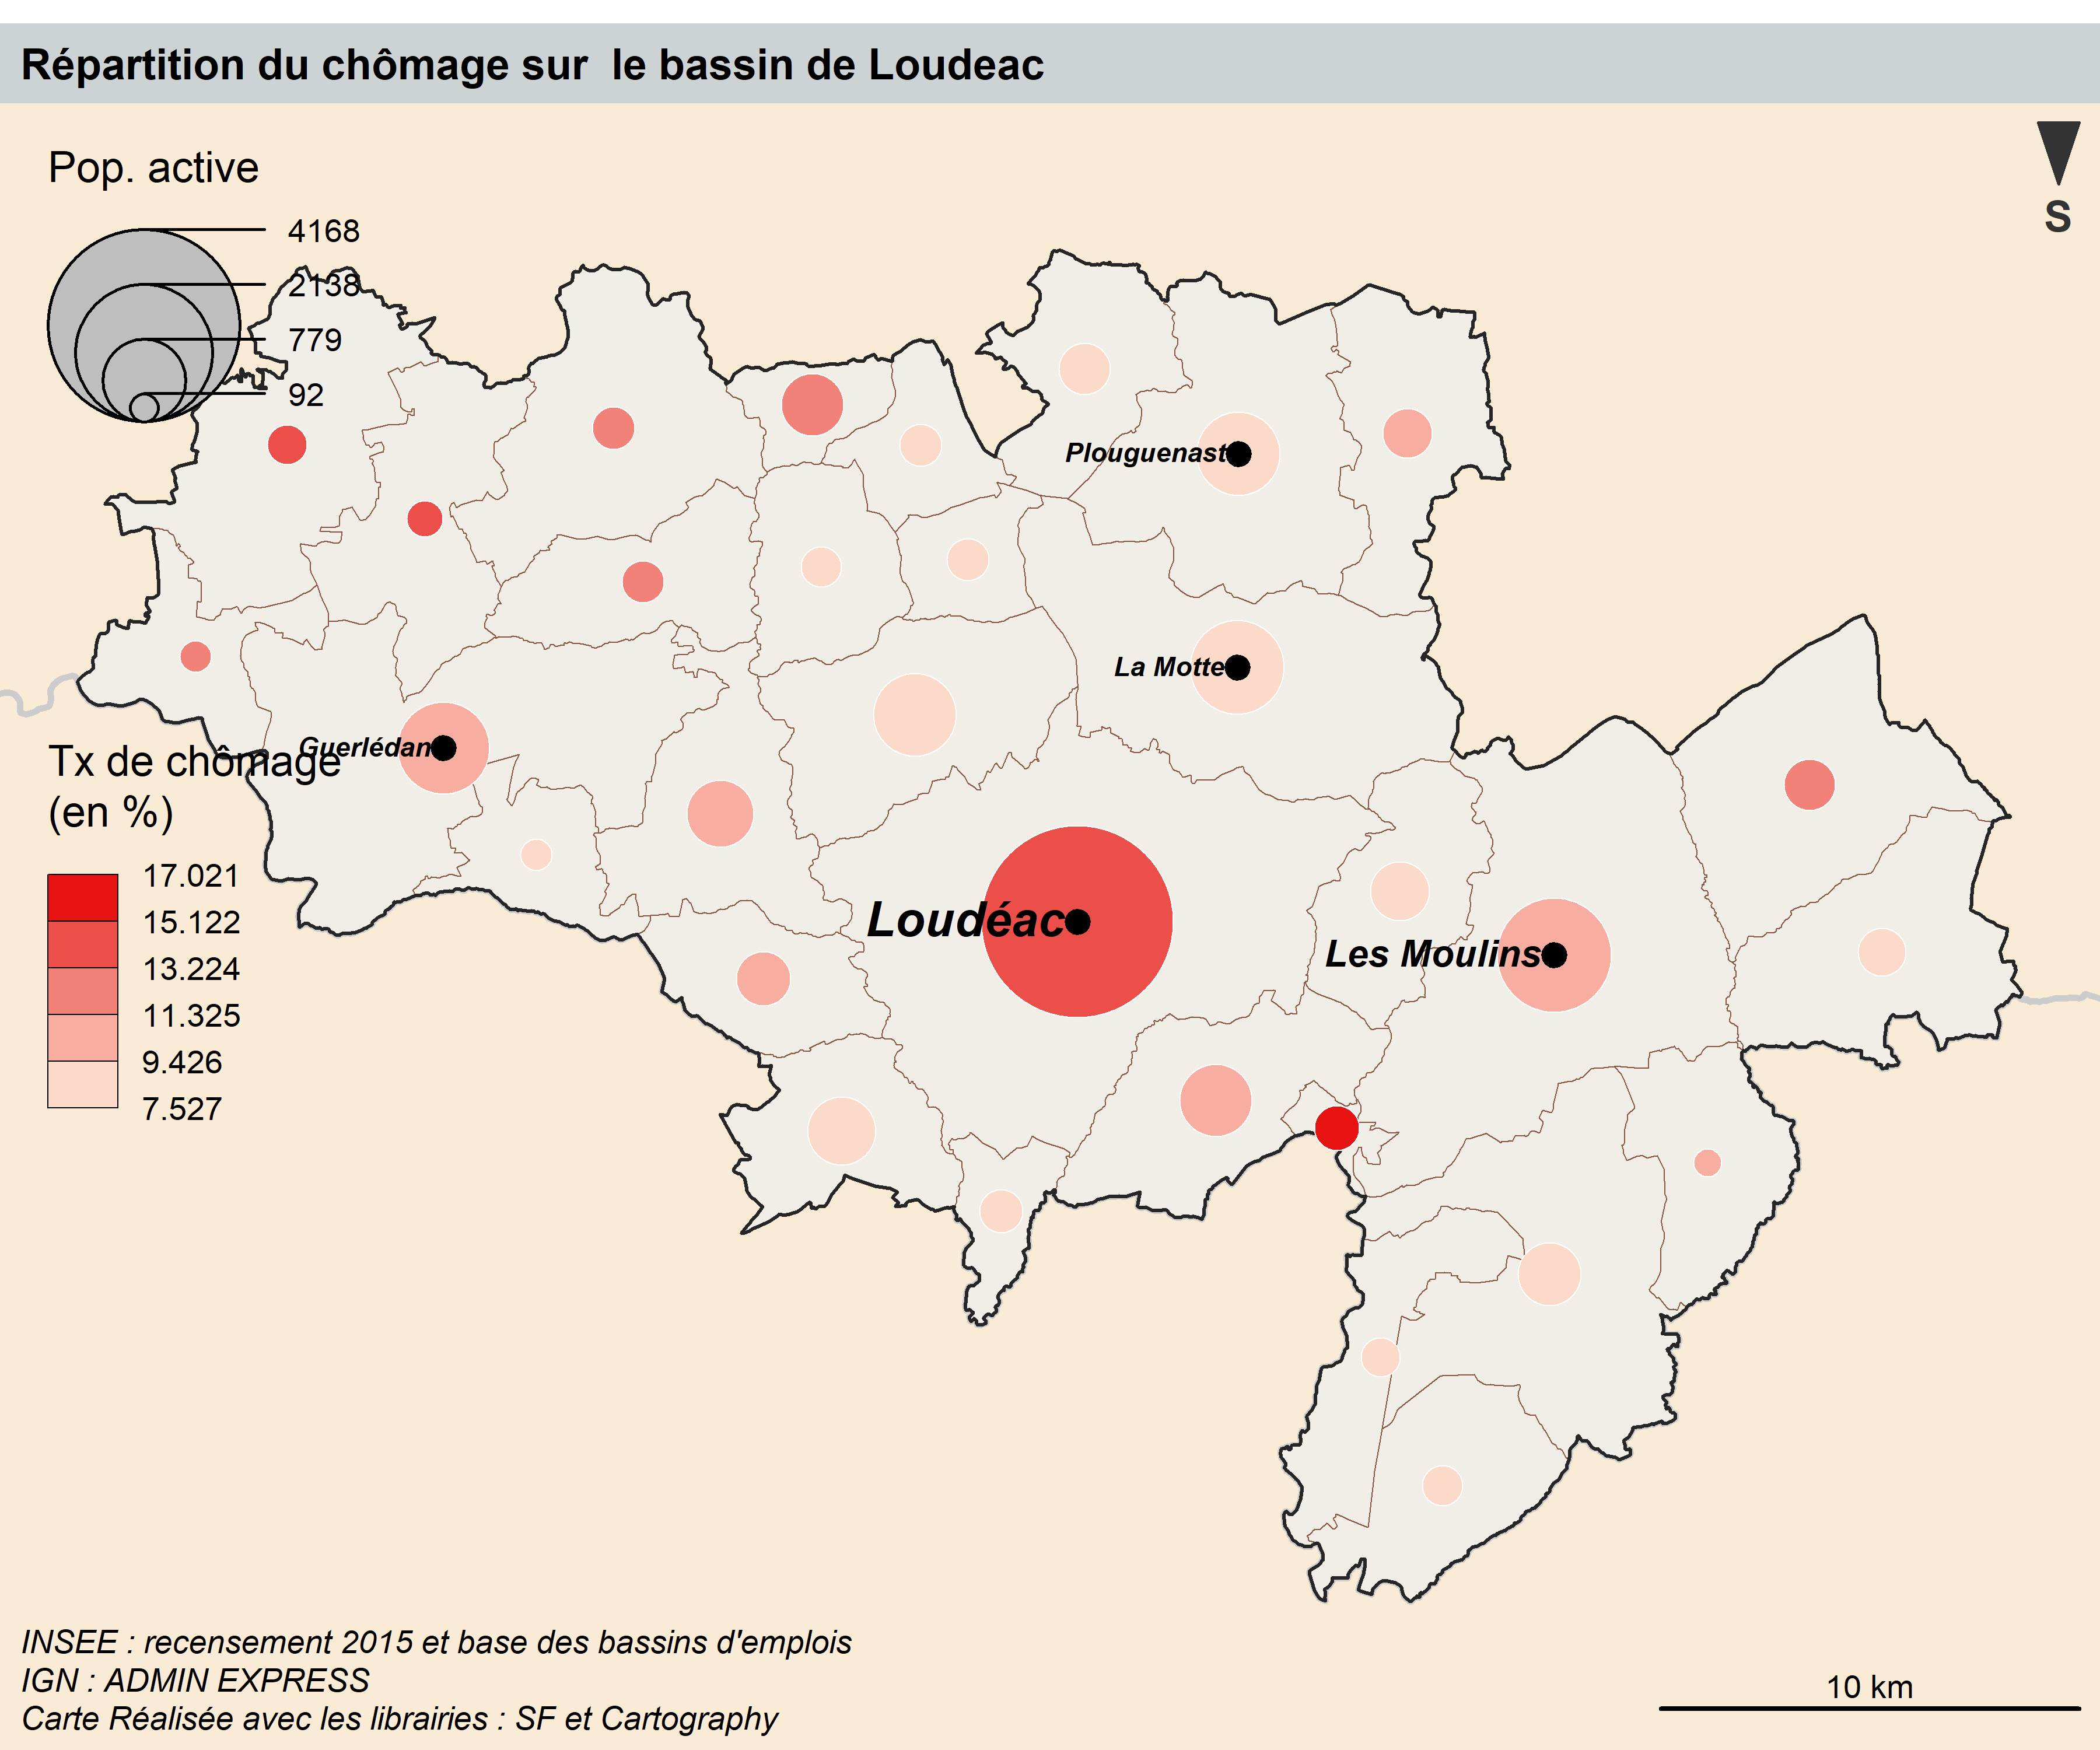 Répartition du chômage sur  le bassin de Loudeac
S
Pop. active
4168
2138
779
92
Plouguenast
La Motte
Guerlédan
Loudéac
Les Moulins
Tx de chômage
(en %)
17.021
15.122
13.224
11.325
9.426
7.527
INSEE : recensement 2015 et base des bassins d'emplois
IGN : ADMIN EXPRESS
Carte Réalisée avec les librairies : SF et Cartography
10 km